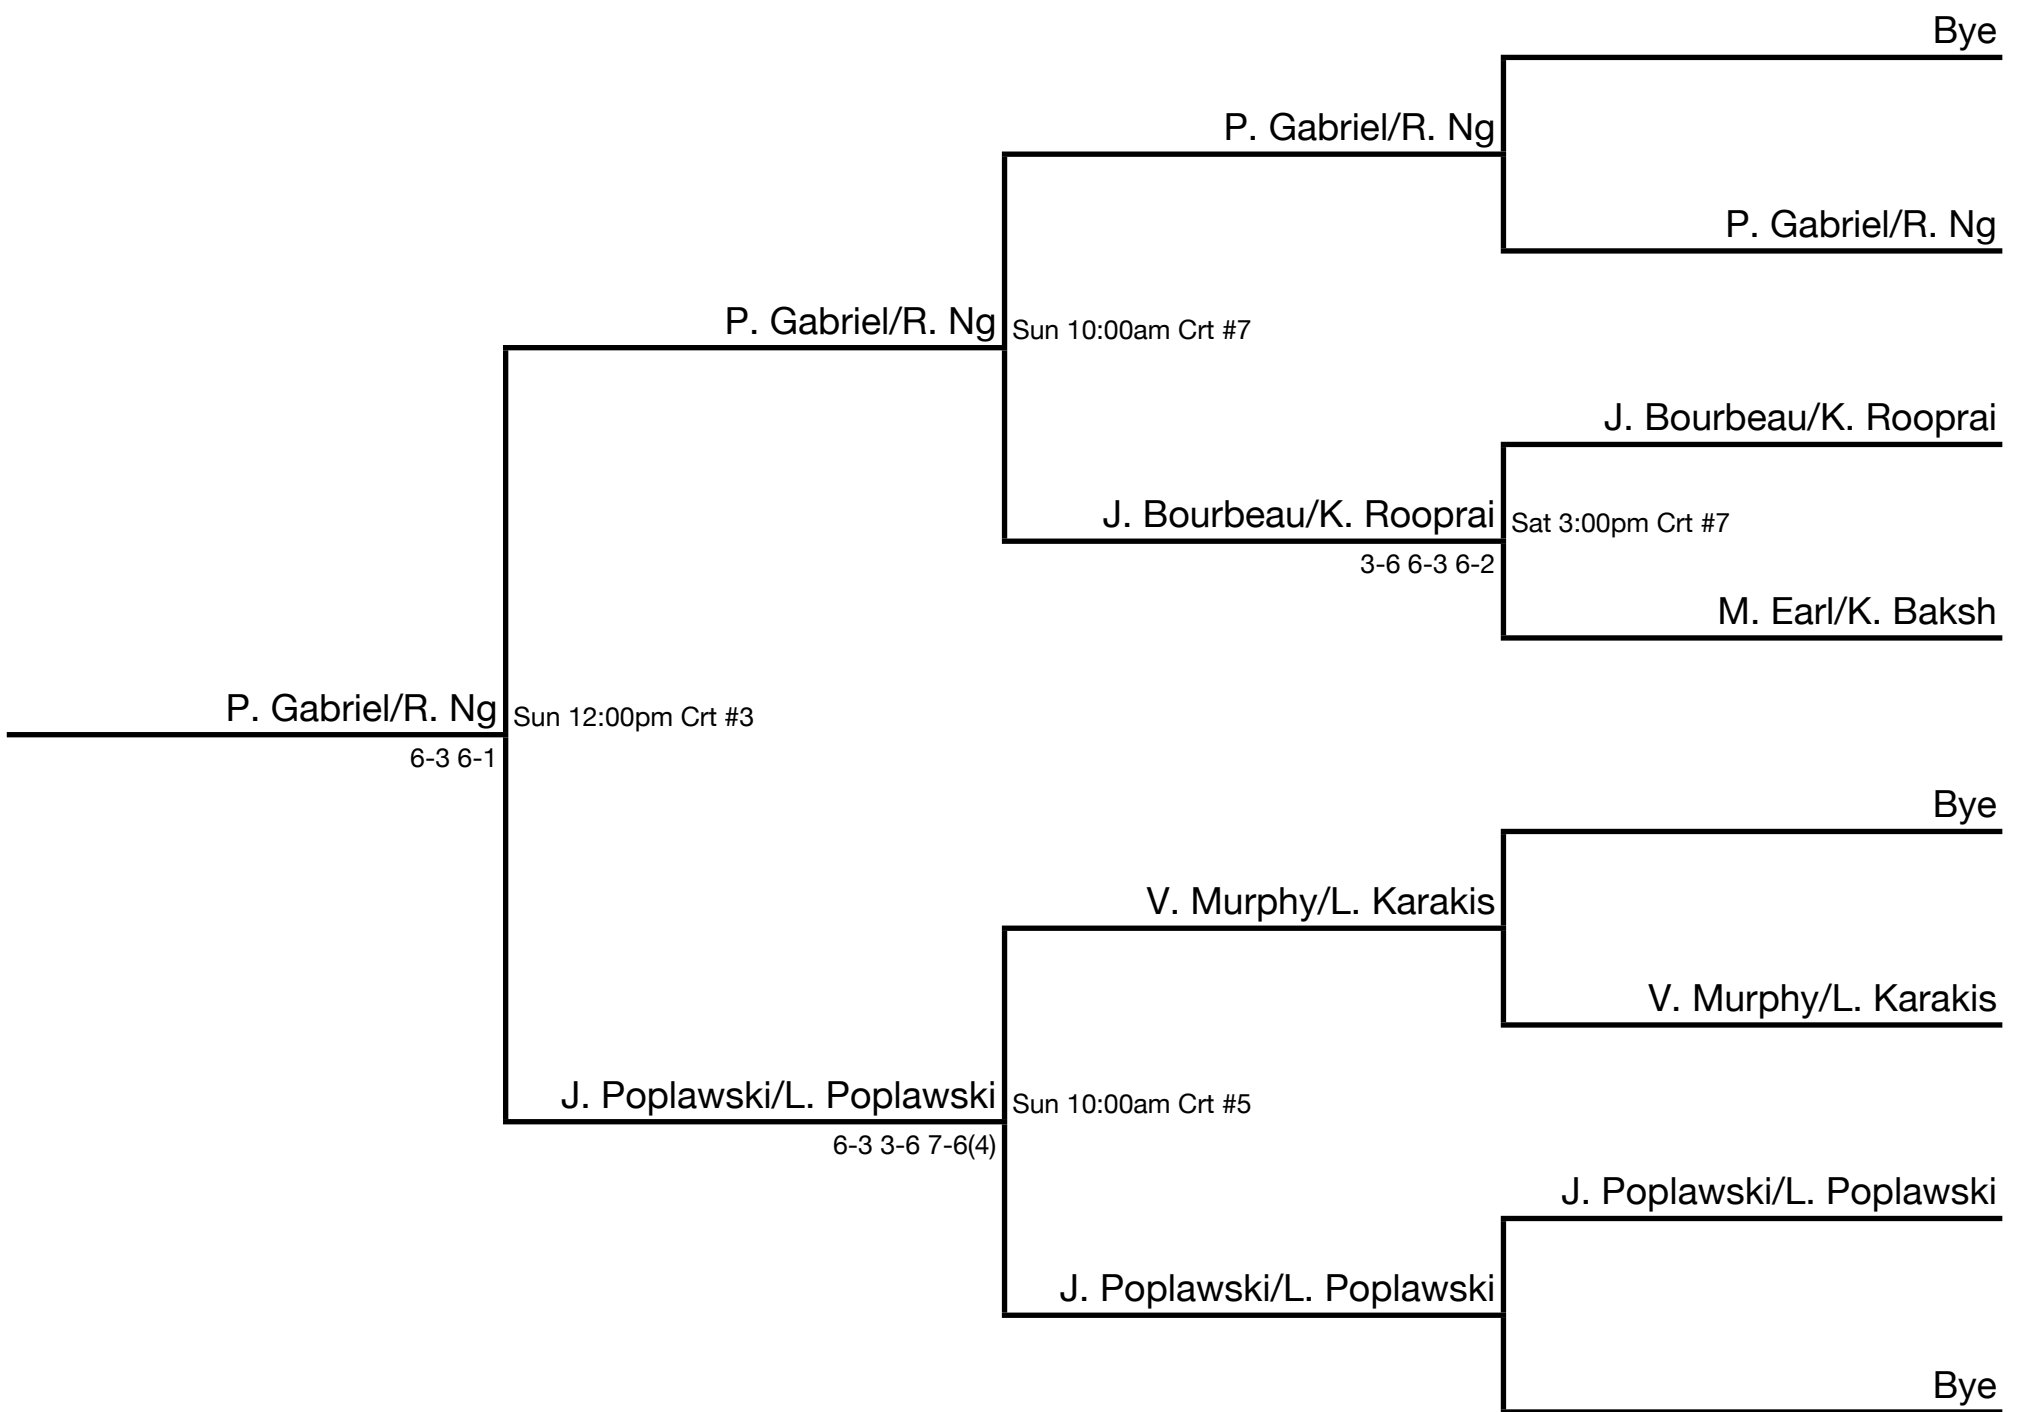 Bye
P. Gabriel/R. Ng
P. Gabriel/R. Ng
P. Gabriel/R. Ng
Sun 10:00am Crt #7
J. Bourbeau/K. Rooprai
J. Bourbeau/K. Rooprai
Sat 3:00pm Crt #7
3-6 6-3 6-2
M. Earl/K. Baksh
P. Gabriel/R. Ng
Sun 12:00pm Crt #3
6-3 6-1
Bye
V. Murphy/L. Karakis
V. Murphy/L. Karakis
J. Poplawski/L. Poplawski
Sun 10:00am Crt #5
6-3 3-6 7-6(4)
J. Poplawski/L. Poplawski
J. Poplawski/L. Poplawski
Bye